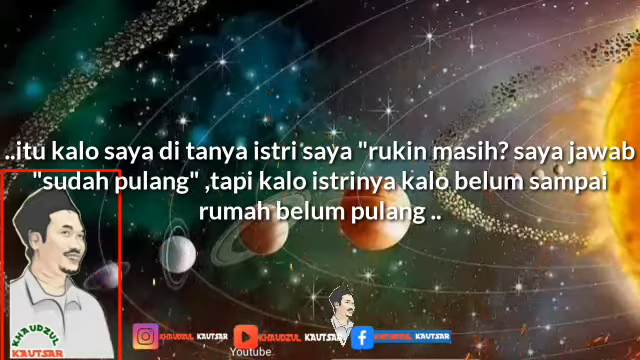 ..itu kalo saya di tanya istri saya "rukin masih? saya jawab
"sudah pulang" ,tapi kalo istrinya kalo belum sampai
rumah belum pulang ..
KHAUDZUL
KAUTSAR
KHAUDZUL KAUTSAR
KHAUDZUL KAUTSAR
KHAUDZUL KAUTSAR
Youtube